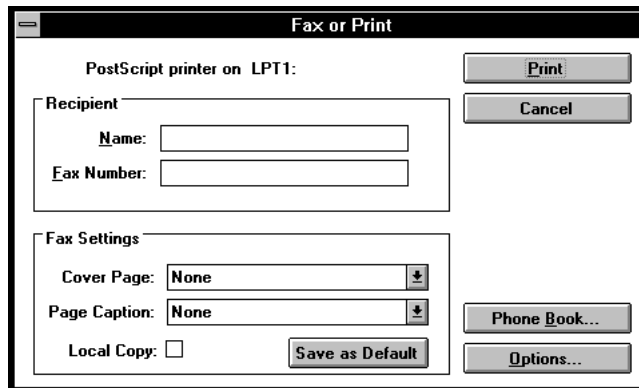 Fax or Print
PostScript printer on LPT1:
Print
Cancel
Recipient
Name:
Fax Number:
Fax Settings
Cover Page: None
Page Caption: None
Local Copy:
Save as Default
Phone Book...
Options...